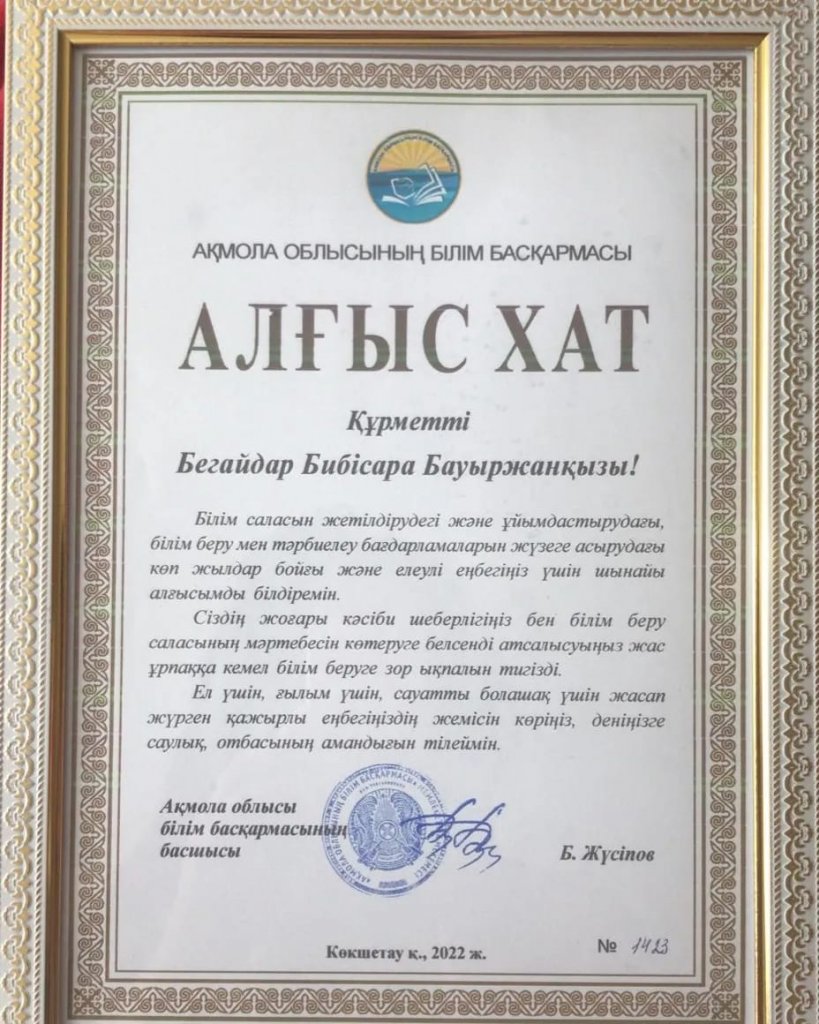 АҚМОЛА ОБЛЫСЫНЫҢ БІЛІМ БАСҚАРМАСЫ
АЛҒЫС ХАТ
Құрметті
Бегайдар Бибісара Бауыржанқызы!
Білім саласын жетілдірудегі және ұйымдастырудағы,
білім беру мен тәрбиелеу бағдарламаларын жүзеге асырудағы
көп жылдар бойғы және елеулі еңбегіңіз үшін шынайы
алғысымды білдіремін.
Сіздің жоғары кәсіби шеберлігіңіз бен білім беру
саласының мәртебесін көтеруге белсенді атсалысуыңыз жас
ұрпаққа кемел білім беруге зор ықпалын тигізді.
Ел үшін, ғылым үшін, сауатты болашақ үшін жасап
жүрген қажырлы еңбегіңіздің жемісін көріңіз, деніңізге
саулық, отбасының амандығын тілеймін.
Ақмола облысы
білім басқармасының
басшысы
Б. Жүсіпов
№ 1423
Көкшетау қ., 2022 ж.